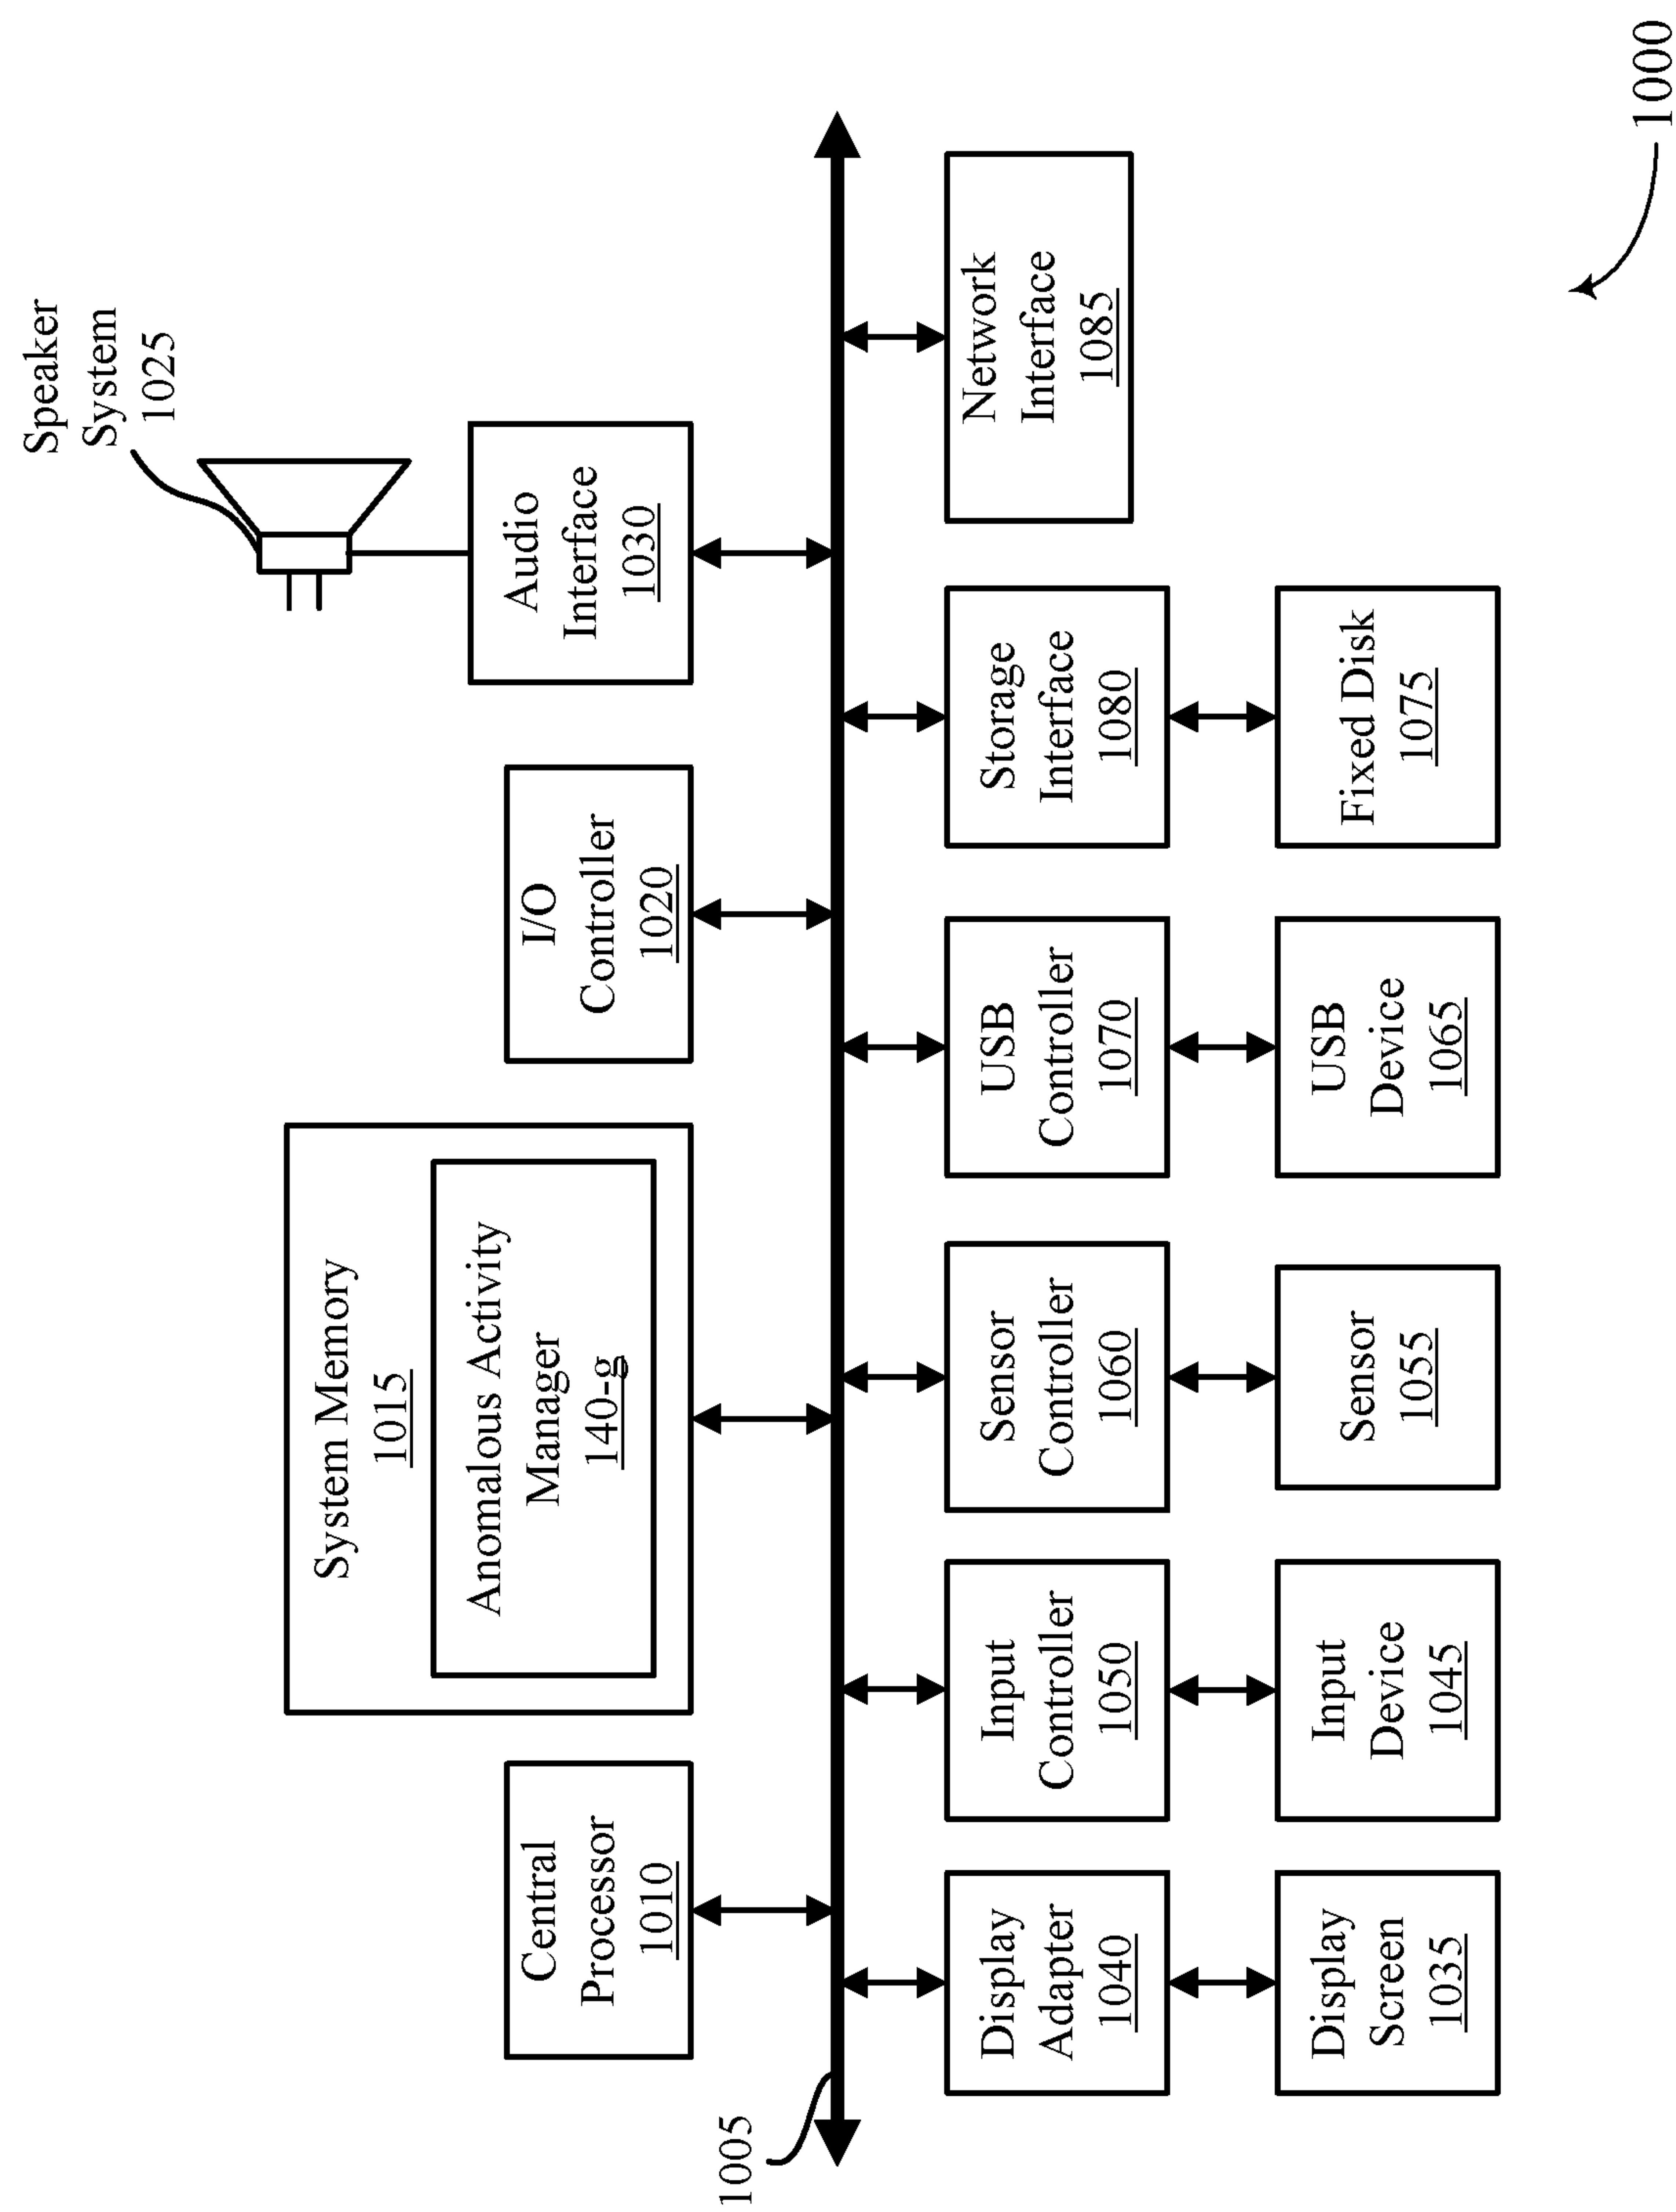 Speaker
System
1025
System Memory
1015
Anomalous Activity
Manager
140-g
Central
Processor
1010
I/O
Controller
1020
Audio
Interface
1030
1005
Display
Adapter
1040
Input
Controller
1050
Sensor
Controller
1060
USB
Controller
1070
Storage
Interface
1080
Network
Interface
1085
Display
Screen
1035
Input
Device
1045
Sensor
1055
USB
Device
1065
Fixed Disk
1075
1000